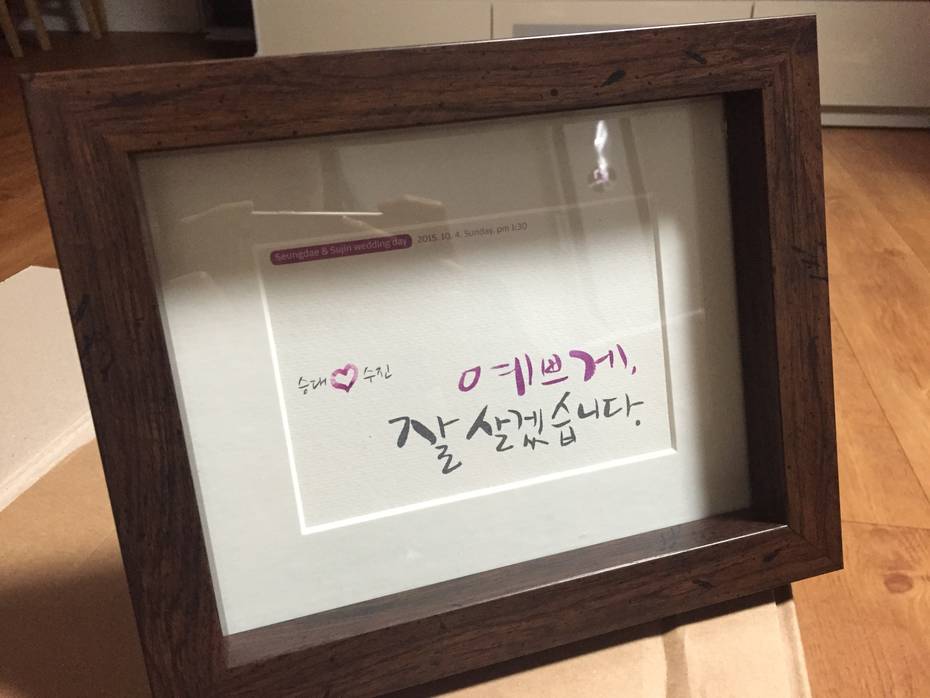 Seungdae & Sujin wedding day 2015. 10. 4. Sunday. pm 1:30
승대 수진
예쁘게,
잘 살겠습니다.